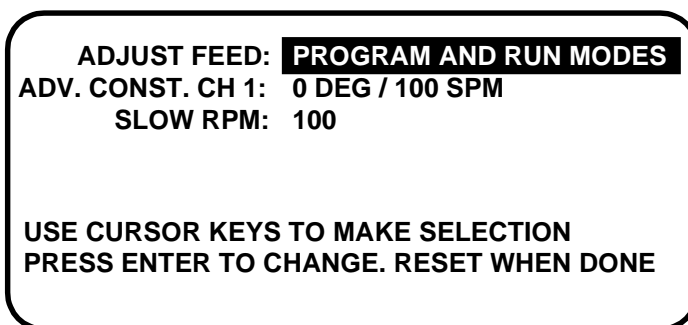 ADJUST FEED: PROGRAM AND RUN MODES
ADV. CONST. CH 1: 0 DEG / 100 SPM
SLOW RPM: 100
USE CURSOR KEYS TO MAKE SELECTION
PRESS ENTER TO CHANGE. RESET WHEN DONE